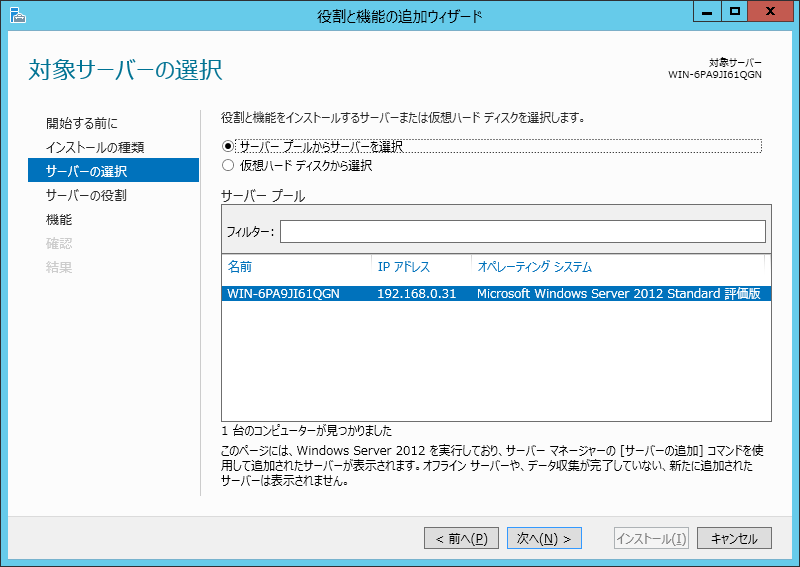 役割と機能の追加ウィザード
対象サーバーの選択
対象サーバー
WIN-6PA9JI61QGN
開始する前に
インストールの種類
サーバーの選択
サーバーの役割
機能
確認
結果
役割と機能をインストールするサーバーまたは仮想ハード ディスクを選択します。
サーバー プールからサーバーを選択
仮想ハード ディスクから選択
サーバー プール
フィルター:
名前 IP アドレス オペレーティング システム
WIN-6PA9JI61QGN 192.168.0.31 Microsoft Windows Server 2012 Standard 評価版
1 台のコンピューターが見つかりました
このページには、Windows Server 2012 を実行しており、サーバー マネージャーの [サーバーの追加] コマンドを使
用して追加されたサーバーが表示されます。オフライン サーバーや、データ収集が完了していない、新たに追加された
サーバーは表示されません。
< 前へ(P) 次へ(N) > インストール(I) キャンセル